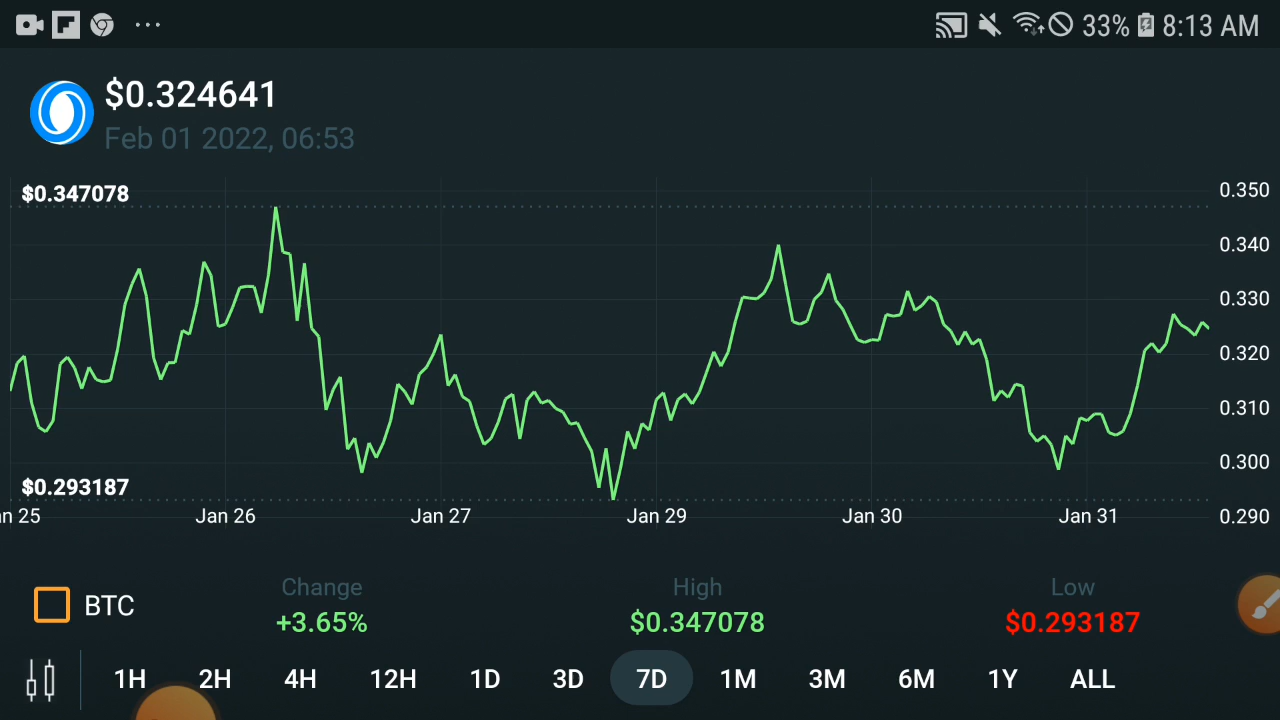 33% 8:13 AM
$0.324641
Feb 01 2022, 06:53
$0.347078
0.350
0.340
0.330
0.320
0.310
0.300
$0.293187
n 25 Jan 26 Jan 27 Jan 29 Jan 30 Jan 31 0.290
Change High Low
BTC +3.65% $0.347078 $0.293187
1H 2H 4H 12H 1D 3D 7D 1M 3M 6M 1Y ALL